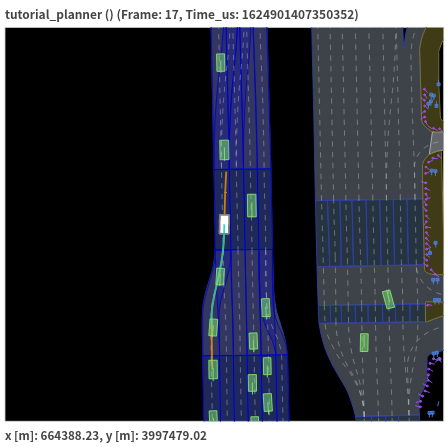 tutorial_planner () (Frame: 17, Time_us: 1624901407350352)
x [m]: 664388.23, y [m]: 3997479.02